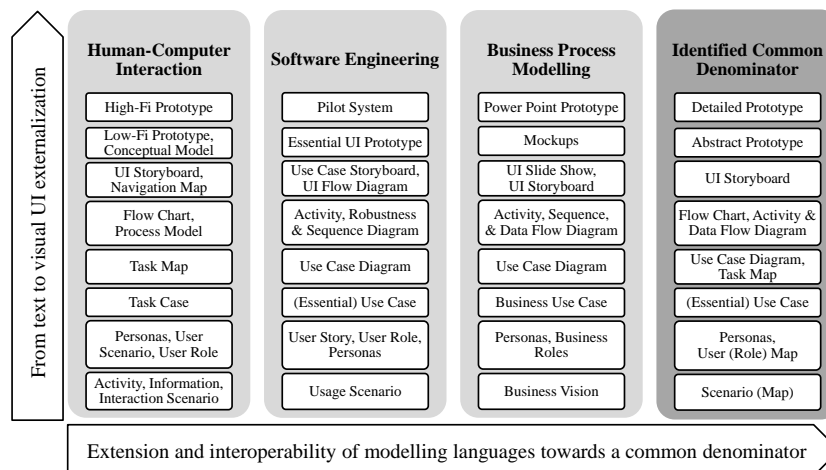 From text to visual UI externalization
Human-Computer
Interaction
High-Fi Prototype
Low-Fi Prototype,
Conceptual Model
UI Storyboard,
Navigation Map
Flow Chart,
Process Model
Task Map
Task Case
Personas, User
Scenario, User Role
Activity, Information,
Interaction Scenario
Software Engineering
Pilot System
Essential UI Prototype
Use Case Storyboard,
UI Flow Diagram
Activity, Robustness
& Sequence Diagram
Use Case Diagram
(Essential) Use Case
User Story, User Role,
Personas
Usage Scenario
Business Process
Modelling
Power Point Prototype
Mockups
UI Slide Show,
UI Storyboard
Activity, Sequence,
& Data Flow Diagram
Use Case Diagram
Business Use Case
Personas, Business
Roles
Business Vision
Identified Common
Denominator
Detailed Prototype
Abstract Prototype
UI Storyboard
Flow Chart, Activity &
Data Flow Diagram
Use Case Diagram,
Task Map
(Essential) Use Case
Personas,
User (Role) Map
Scenario (Map)
Extension and interoperability of modelling languages towards a common denominator